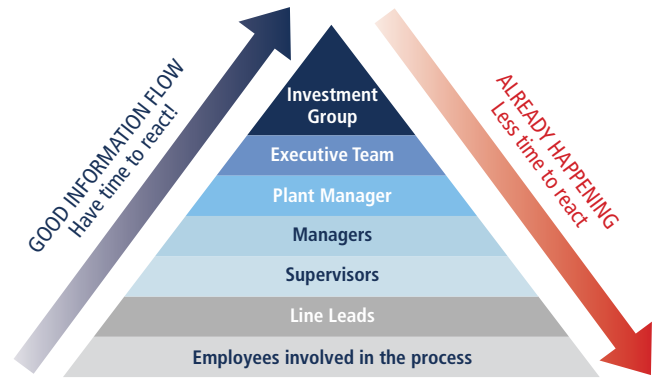 GOOD INFORMATION FLOW
Have time to react!
Investment
Group
Executive Team
Plant Manager
Managers
Supervisors
Line Leads
Employees involved in the process
ALREADY HAPPENING
Less time to react